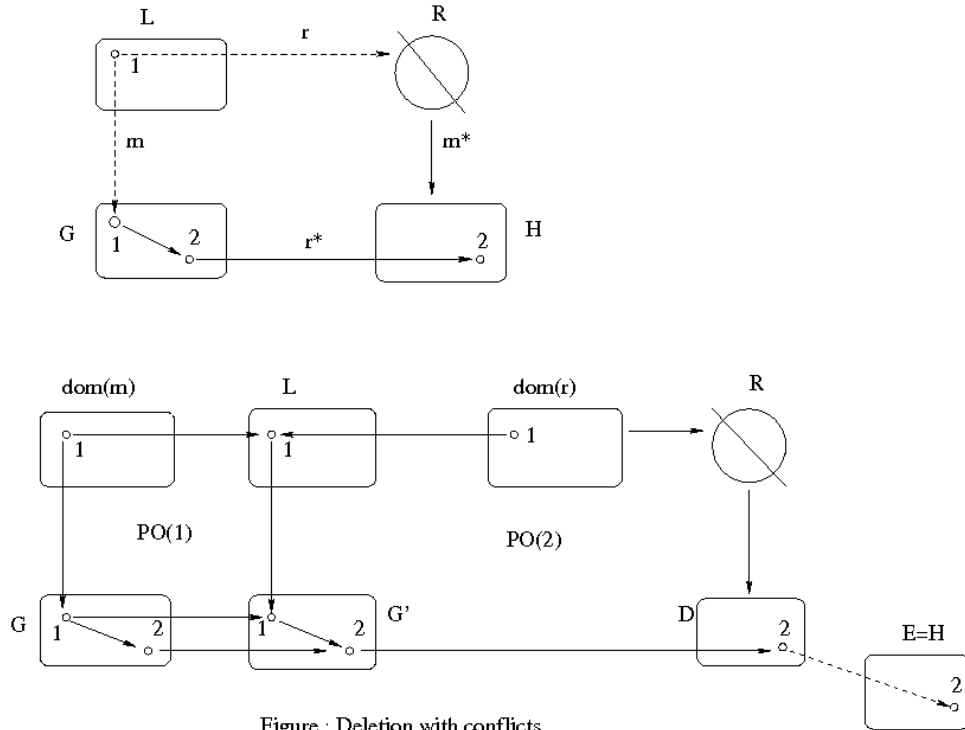 L
R
r
1
m
m*
G
1
2
r*
2
H
dom(m)
L
dom(r)
R
1
1
1
PO(1)
PO(2)
G
1
2
1
2
G'
D
2
E=H
2
Figure : Deletion with conflicts